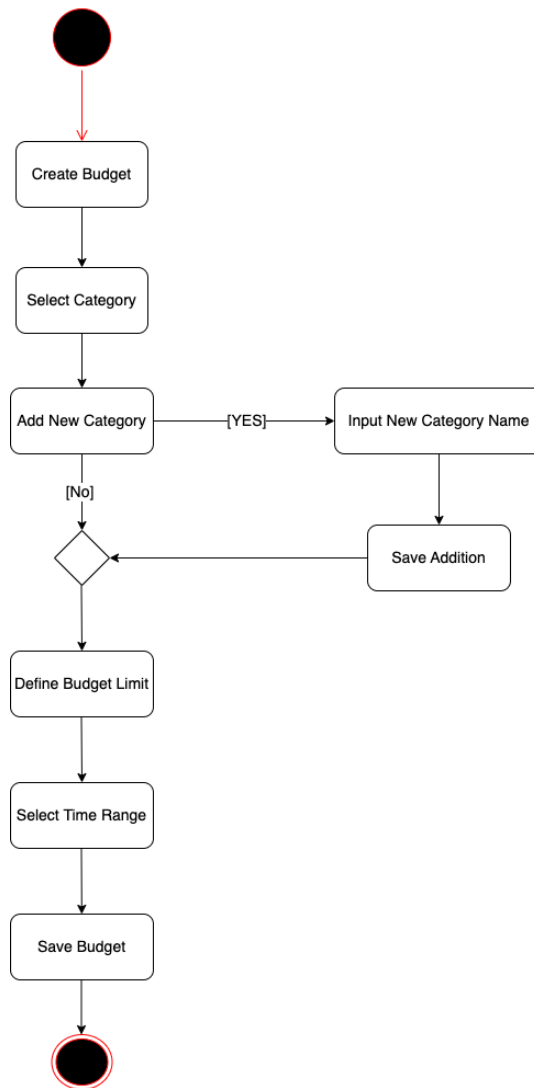 Create Budget
Select Category
Add New Category
[YES]
Input New Category Name
[No]
Save Addition
Define Budget Limit
Select Time Range
Save Budget